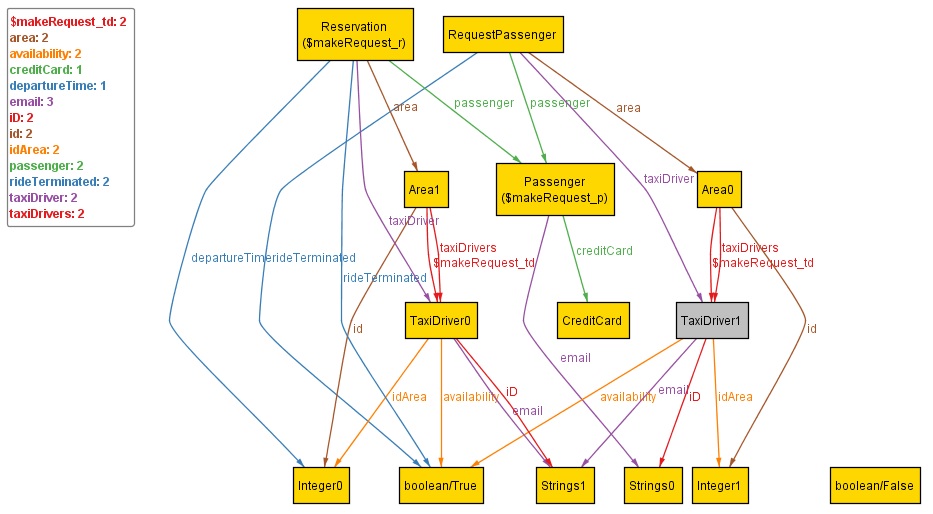 $makeRequest_td: 2
area: 2
availability: 2
creditCard: 1
departureTime: 1
email: 3
iD: 2
id: 2
idArea: 2
passenger: 2
rideTerminated: 2
taxiDriver: 2
taxiDrivers: 2
Reservation
($makeRequest_r)
RequestPassenger
area
passenger
passenger
area
Area1
Passenger
($makeRequest_p)
taxiDriver
Area0
taxiDriver
departureTime
rideTerminated
rideTerminated
taxiDrivers
$makeRequest_td
creditCard
taxiDrivers
$makeRequest_td
TaxiDriver0
CreditCard
TaxiDriver1
id
email
id
idArea
availability
iD
email
availability
email
iD
idArea
Integer0
boolean/True
Strings1
Strings0
Integer1
boolean/False